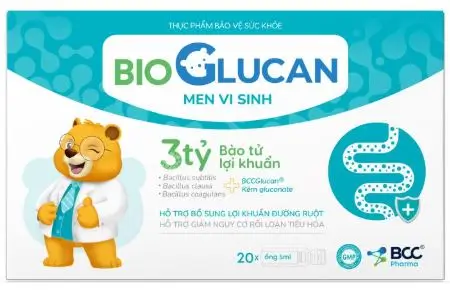 THỰC PHẨM BẢO VỆ SỨC KHỎE
BIOGLUCAN
MEN VI SINH
3 tỷ Bào tử
lợi khuẩn
• Bacillus subtilis
• Bacillus clausii
• Bacillus coagulans
+ BCCGlucan®
Kẽm gluconate
HỖ TRỢ BỔ SUNG LỢI KHUẨN ĐƯỜNG RUỘT
HỖ TRỢ GIẢM NGUY CƠ RỐI LOẠN TIÊU HÓA
20x ống 5ml
GMP
BCC®
Pharma